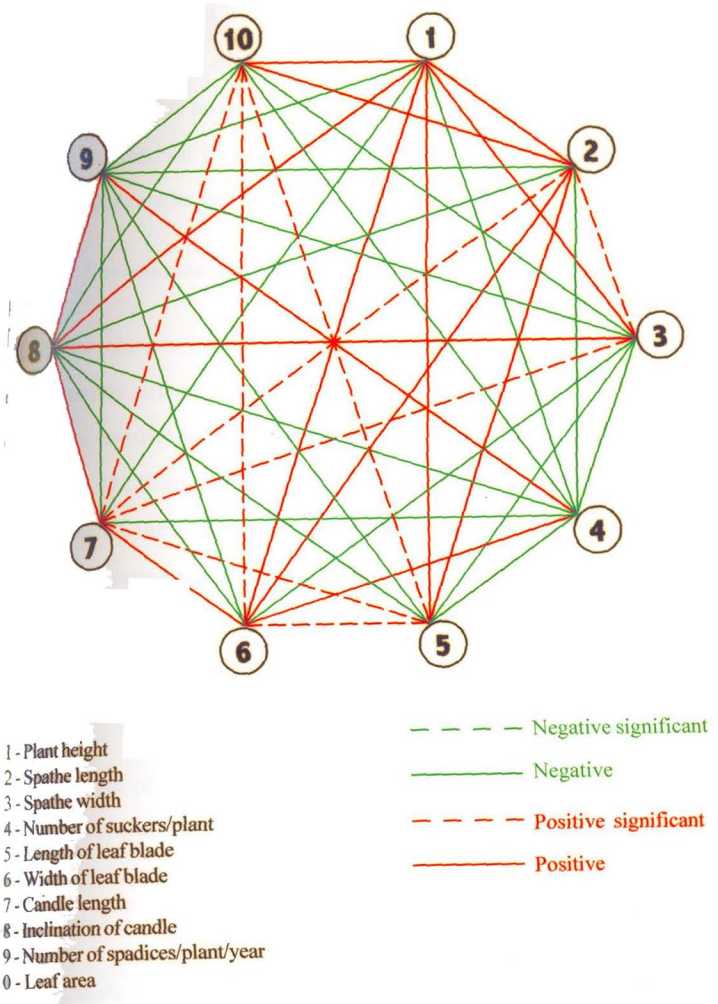 10
1
9
2
8
3
7
4
6
5
Negative significant
Negative
Positive significant
Positive
1 - Plant height
2 - Spathe length
3 - Spathe width
4 - Number of suckers/plant
5 - Length of leaf blade
6 - Width of leaf blade
7 - Candle length
8 - Inclination of candle
9 - Number of spadices/plant/year
0 - Leaf area